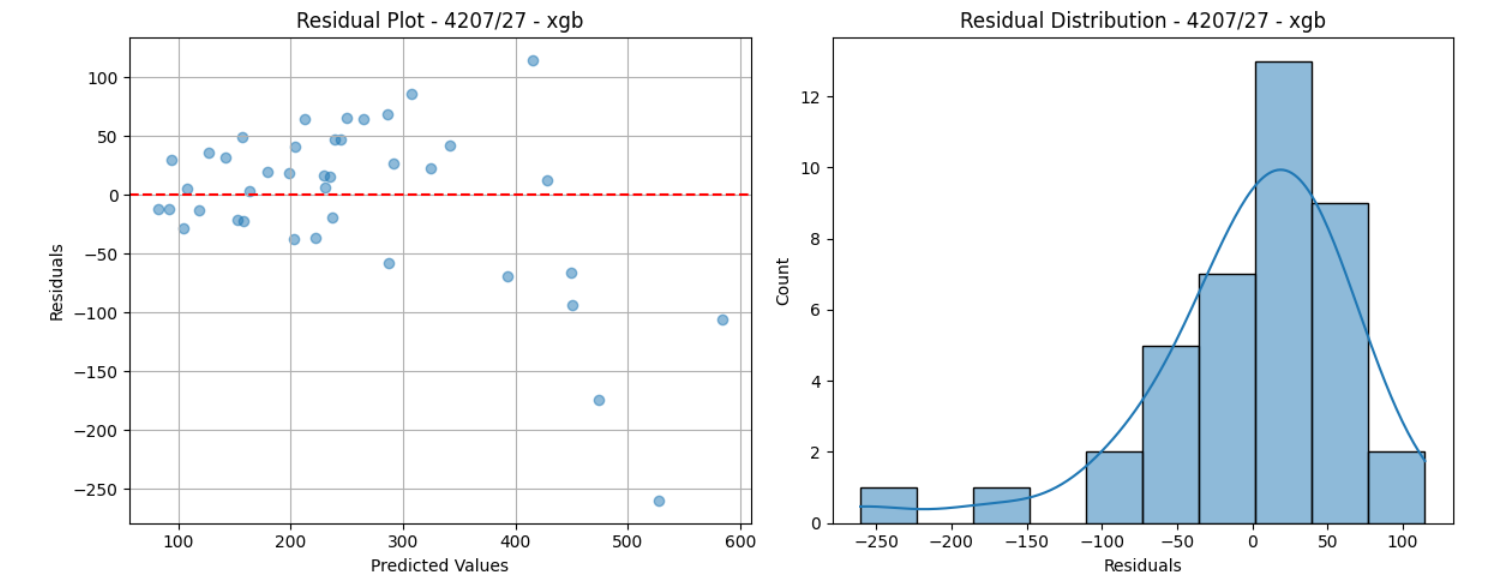 Residual Plot - 4207/27 - xgb
100
50
0
−50
−100
−150
−200
−250
Residuals
100 200 300 400 500 600
Predicted Values
Residual Distribution - 4207/27 - xgb
12
10
8
6
4
2
0
Count
−250 −200 −150 −100 −50 0 50 100
Residuals